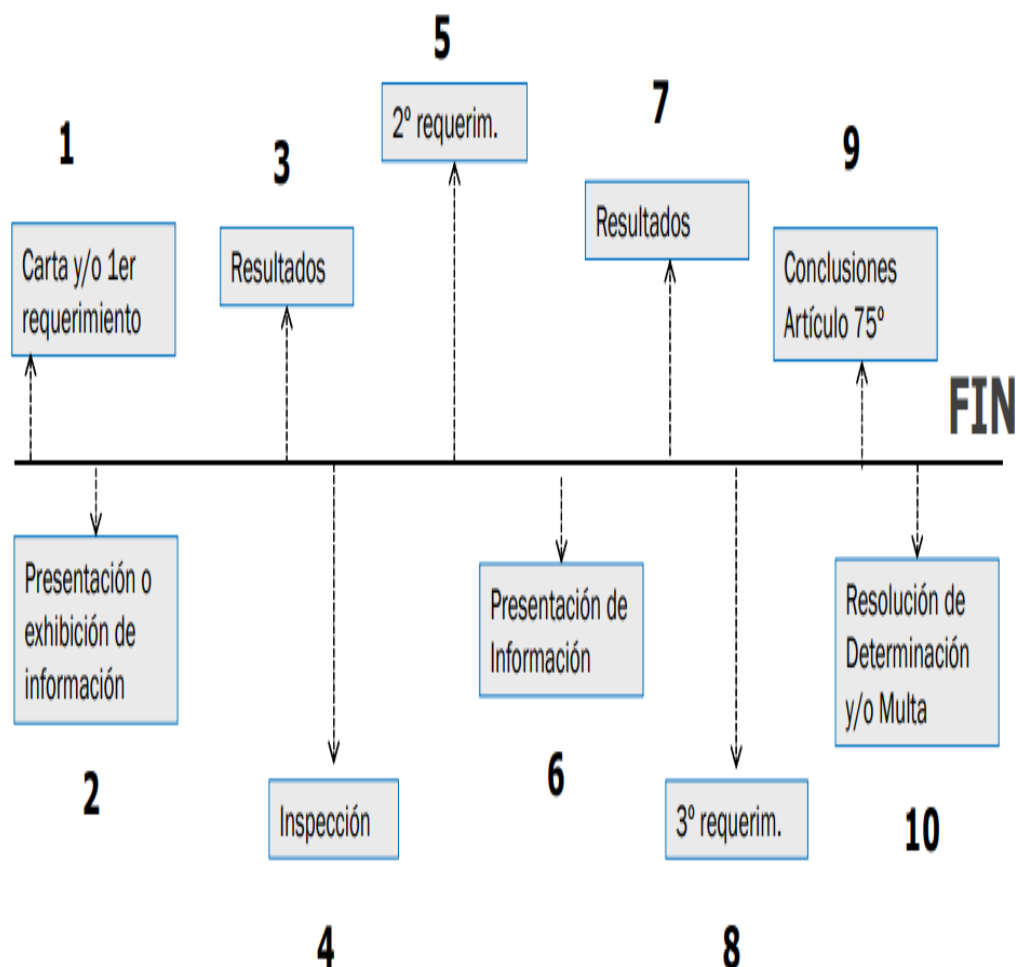 1
Carta y/o 1er
requerimiento
2
Presentación o
exhibición de
información
3
Resultados
4
Inspección
5
2º requerim.
6
Presentación de
Información
7
Resultados
8
3º requerim.
9
Conclusiones
Artículo 75º
10
Resolución de
Determinación
y/o Multa
FIN